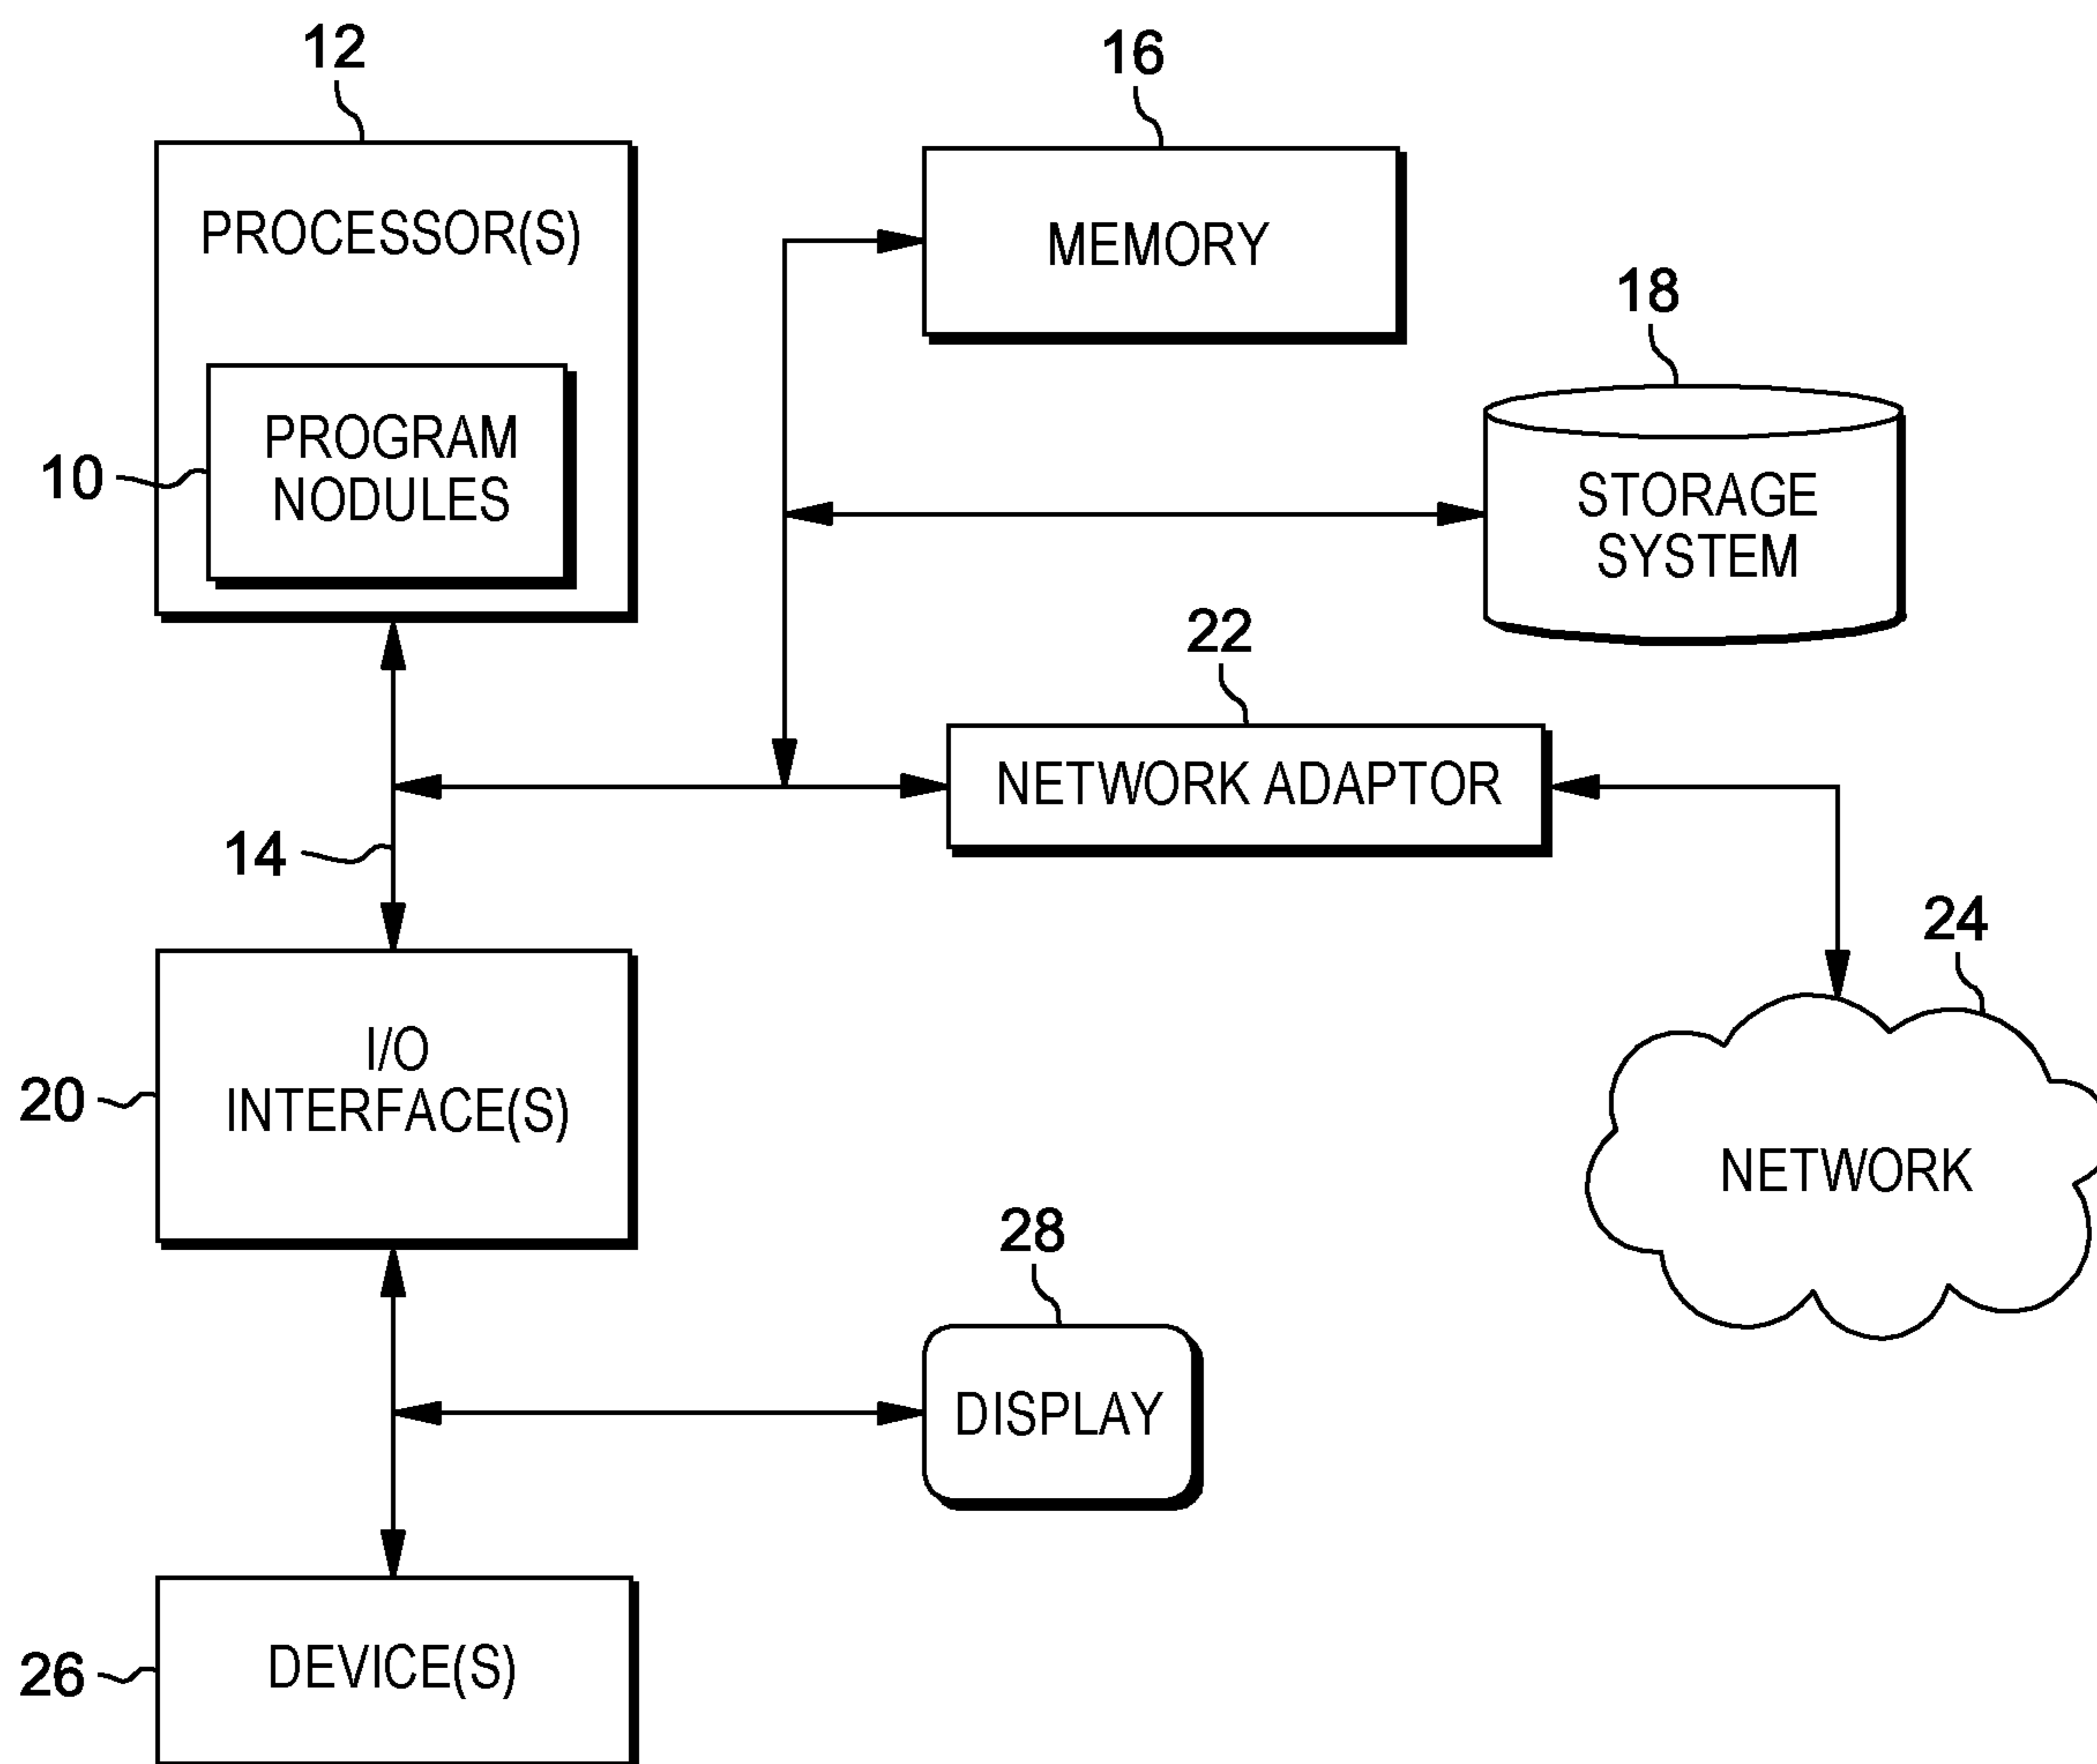 12
PROCESSOR(S)
10
PROGRAM
NODULES
16
MEMORY
18
STORAGE
SYSTEM
22
NETWORK ADAPTOR
14
24
NETWORK
20
I/O
INTERFACE(S)
28
DISPLAY
26
DEVICE(S)